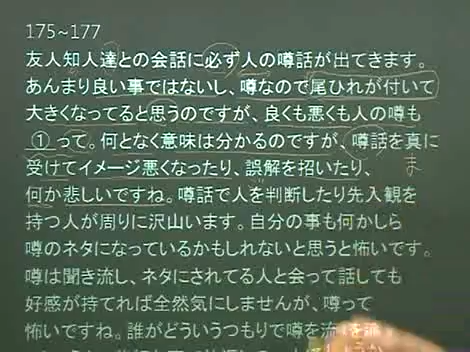 175~177
友人知人達との会話に必ず人の噂話が出てきます。
あんまり良い事ではないし、噂なので尾ひれが付いて
大きくなってると思うのですが、良くも悪くも人の噂も
①って。何となく意味は分かるのですが、噂話を真に
ま
受けてイメージ悪くなったり、誤解を招いたり、
何か悲しいですね。噂話で人を判断したり先入観を
持つ人が周りに沢山います。自分の事も何かしら
噂のネタになっているかもしれないと思うと怖いです。
噂は聞き流し、ネタにされてる人と会って話しても
好感が持てれば全然気にしませんが、噂って
怖いですね。誰がどういうつもりで噂を流